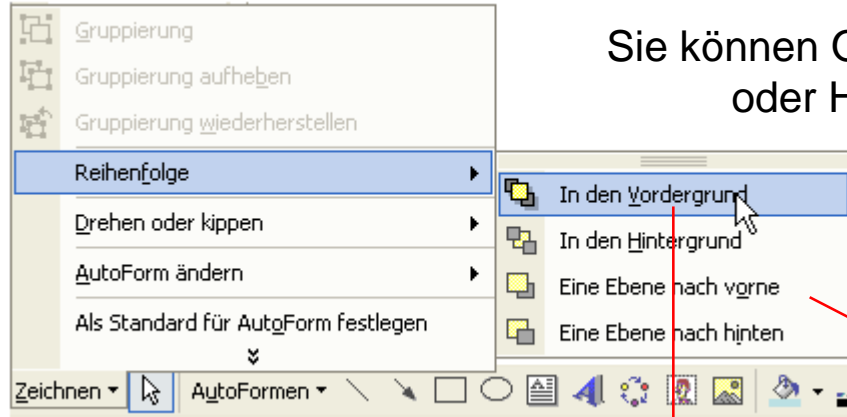 Gruppierung
Gruppierung aufheben
Gruppierung wiederherstellen
Reihenfolge
Drehen oder kippen
AutoForm ändern
Als Standard für AutoForm festlegen
Zeichnen
AutoFormen
Sie können
oder
In den Vordergrund
In den Hintergrund
Eine Ebene nach vorne
Eine Ebene nach hinten